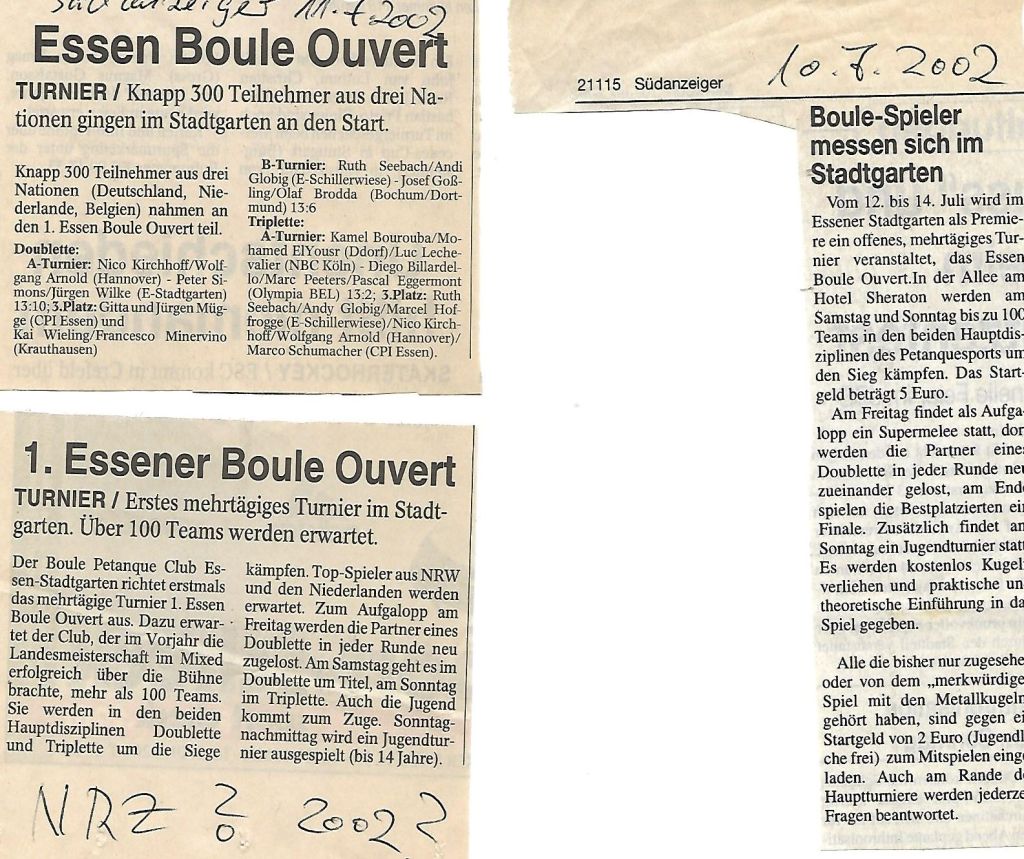 Südanzeiger 11.7.2002
Essen Boule Ouvert
TURNIER / Knapp 300 Teilnehmer aus drei Na-
tionen gingen im Stadtgarten an den Start.
Knapp 300 Teilnehmer aus drei
Nationen (Deutschland, Nie-
derlande, Belgien) nahmen an
den 1. Essen Boule Ouvert teil.
Doublette:
A-Turnier: Nico Kirchhoff/Wolf-
gang Arnold (Hannover) - Peter Si-
mons/Jürgen Wilke (E-Stadtgarten)
13:10; 3.Platz: Gitta und Jürgen Müg-
ge (CPI Essen) und
Kai Wieling/Francesco Minervino
(Krauthausen)
B-Turnier: Ruth Seebach/Andi
Globig (E-Schillerwiese) - Josef Goß-
ling/Olaf Brodda (Bochum/Dort-
mund) 13:6
Triplette:
A-Turnier: Kamel Bourouba/Mo-
hamed ElYousr (Ddorf)/Luc Leche-
valier (NBC Köln) - Diego Billardel-
lo/Marc Peeters/Pascal Eggermont
(Olympia BEL) 13:2; 3.Platz: Ruth
Seebach/Andy Globig/Marcel Hof-
frogge (E-Schillerwiese)/Nico Kirch-
hoff/Wolfgang Arnold (Hannover)/
Marco Schumacher (CPI Essen).
1. Essener Boule Ouvert
TURNIER / Erstes mehrtägiges Turnier im Stadt-
garten. Über 100 Teams werden erwartet.
Der Boule Petanque Club Es-
sen-Stadtgarten richtet erstmals
das mehrtägige Turnier 1. Essen
Boule Ouvert aus. Dazu erwar-
tet der Club, der im Vorjahr die
Landesmeisterschaft im Mixed
erfolgreich über die Bühne
brachte, mehr als 100 Teams.
Sie werden in den beiden
Hauptdisziplinen Doublette
und Triplette um die Siege
kämpfen. Top-Spieler aus NRW
und den Niederlanden werden
erwartet. Zum Aufgalopp am
Freitag werden die Partner eines
Doublette in jeder Runde neu
zugelost. Am Samstag geht es im
Doublette um Titel, am Sonntag
im Triplette. Auch die Jugend
kommt zum Zuge. Sonntag-
nachmittag wird ein Jugendtur-
nier ausgespielt (bis 14 Jahre).
NRZ ? 2002 ?
21115 Südanzeiger 10.7.2002
Boule-Spieler
messen sich im
Stadtgarten
Vom 12. bis 14. Juli wird im
Essener Stadtgarten als Premie-
re ein offenes, mehrtägiges Tur-
nier veranstaltet, das Essen
Boule Ouvert.In der Allee am
Hotel Sheraton werden am
Samstag und Sonntag bis zu 100
Teams in den beiden Hauptdis-
ziplinen des Petanquesports um
den Sieg kämpfen. Das Start-
geld beträgt 5 Euro.
Am Freitag findet als Aufga-
lopp ein Supermelee statt, dor
werden die Partner eines
Doublette in jeder Runde neu
zueinander gelost, am Ende
spielen die Bestplatzierten ei
Finale. Zusätzlich findet am
Sonntag ein Jugendturnier statt
Es werden kostenlos Kugel
verliehen und praktische un
theoretische Einführung in da
Spiel gegeben.
Alle die bisher nur zugesehe
oder von dem „merkwürdige
Spiel mit den Metallkugeln
gehört haben, sind gegen ei
Startgeld von 2 Euro (Jugendl
che frei) zum Mitspielen einge
laden. Auch am Rande de
Hauptturniere werden jederze
Fragen beantwortet.